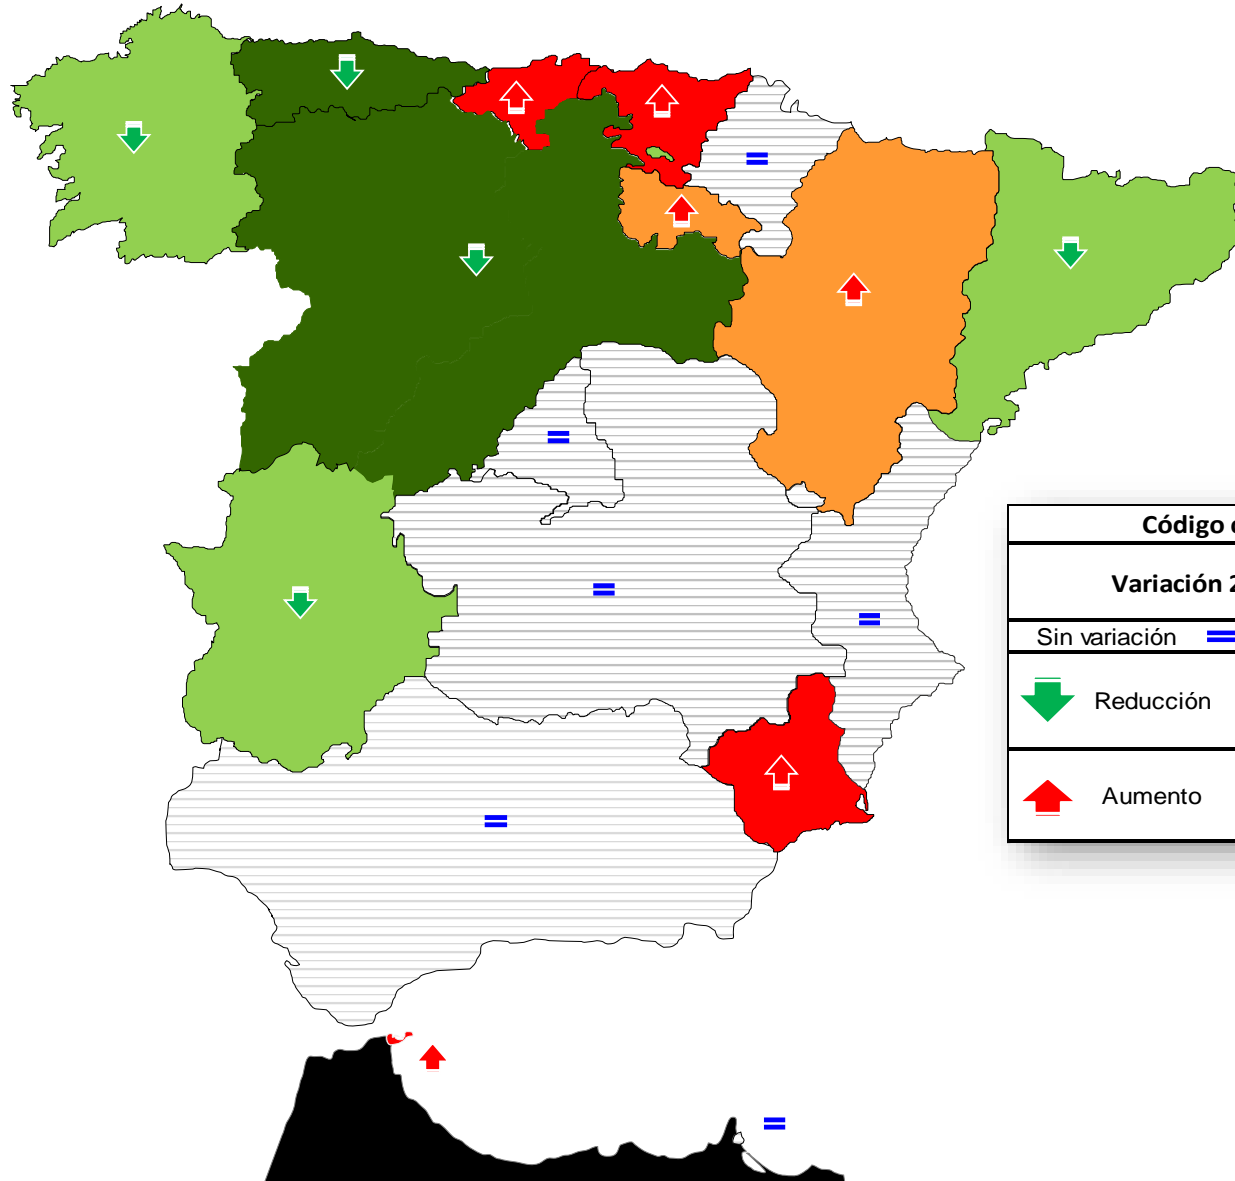 Código
Variación
Sin variación =
Reducción
Aumento